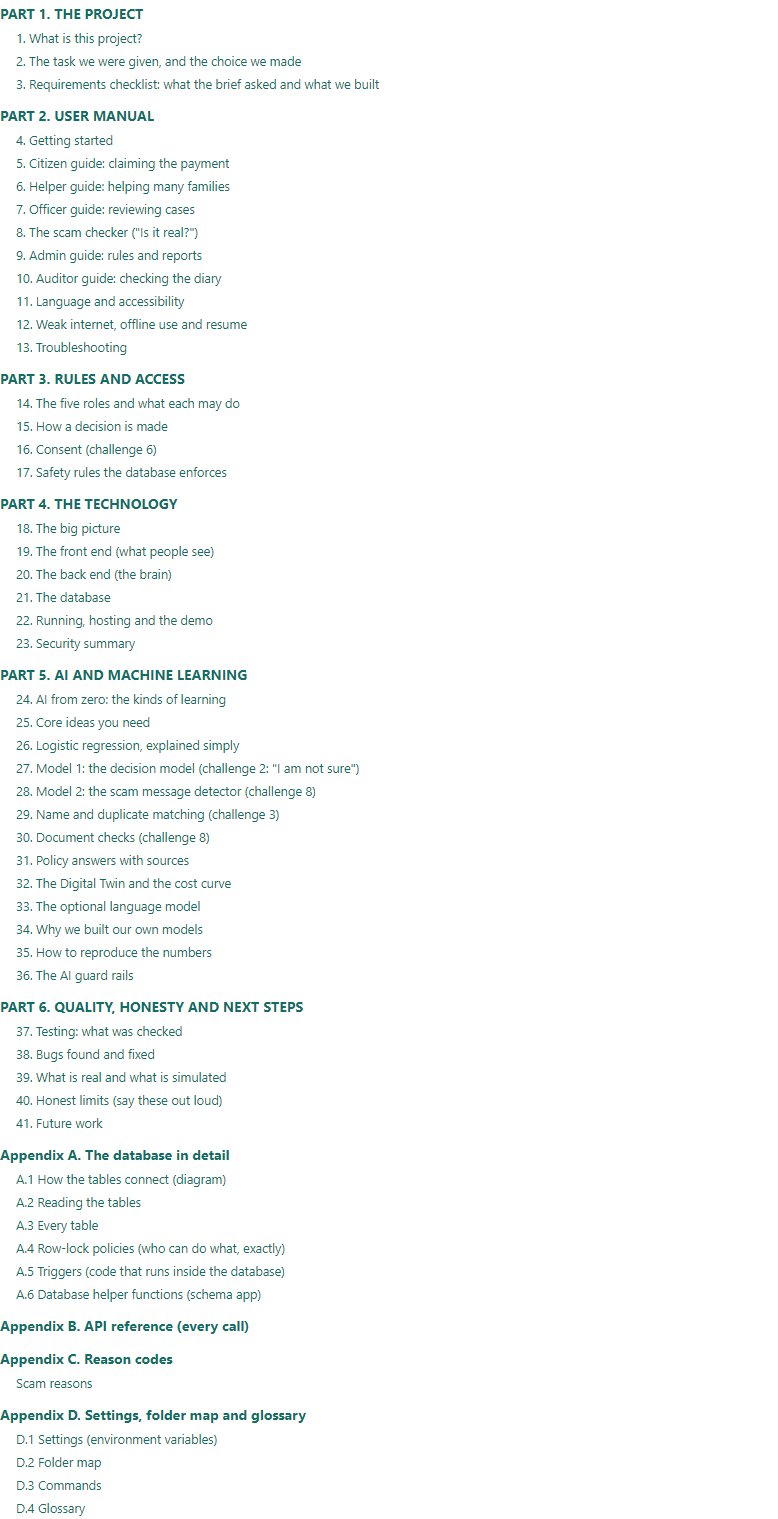 PART 1. THE PROJECT
1. What is this project?
2. The task we were given, and the choice we made
3. Requirements checklist: what the brief asked and what we built
PART 2. USER MANUAL
4. Getting started
5. Citizen guide: claiming the payment
6. Helper guide: helping many families
7. Officer guide: reviewing cases
8. The scam checker ("Is it real?")
9. Admin guide: rules and reports
10. Auditor guide: checking the diary
11. Language and accessibility
12. Weak internet, offline use and resume
13. Troubleshooting
PART 3. RULES AND ACCESS
14. The five roles and what each may do
15. How a decision is made
16. Consent (challenge 6)
17. Safety rules the database enforces
PART 4. THE TECHNOLOGY
18. The big picture
19. The front end (what people see)
20. The back end (the brain)
21. The database
22. Running, hosting and the demo
23. Security summary
PART 5. AI AND MACHINE LEARNING
24. AI from zero: the kinds of learning
25. Core ideas you need
26. Logistic regression, explained simply
27. Model 1: the decision model (challenge 2: "I am not sure")
28. Model 2: the scam message detector (challenge 8)
29. Name and duplicate matching (challenge 3)
30. Document checks (challenge 8)
31. Policy answers with sources
32. The Digital Twin and the cost curve
33. The optional language model
34. Why we built our own models
35. How to reproduce the numbers
36. The AI guard rails
PART 6. QUALITY, HONESTY AND NEXT STEPS
37. Testing: what was checked
38. Bugs found and fixed
39. What is real and what is simulated
40. Honest limits (say these out loud)
41. Future work
Appendix A. The database in detail
A.1 How the tables connect (diagram)
A.2 Reading the tables
A.3 Every table
A.4 Row-lock policies (who can do what, exactly)
A.5 Triggers (code that runs inside the database)
A.6 Database helper functions (schema app)
Appendix B. API reference (every call)
Appendix C. Reason codes
Scam reasons
Appendix D. Settings, folder map and glossary
D.1 Settings (environment variables)
D.2 Folder map
D.3 Commands
D.4 Glossary